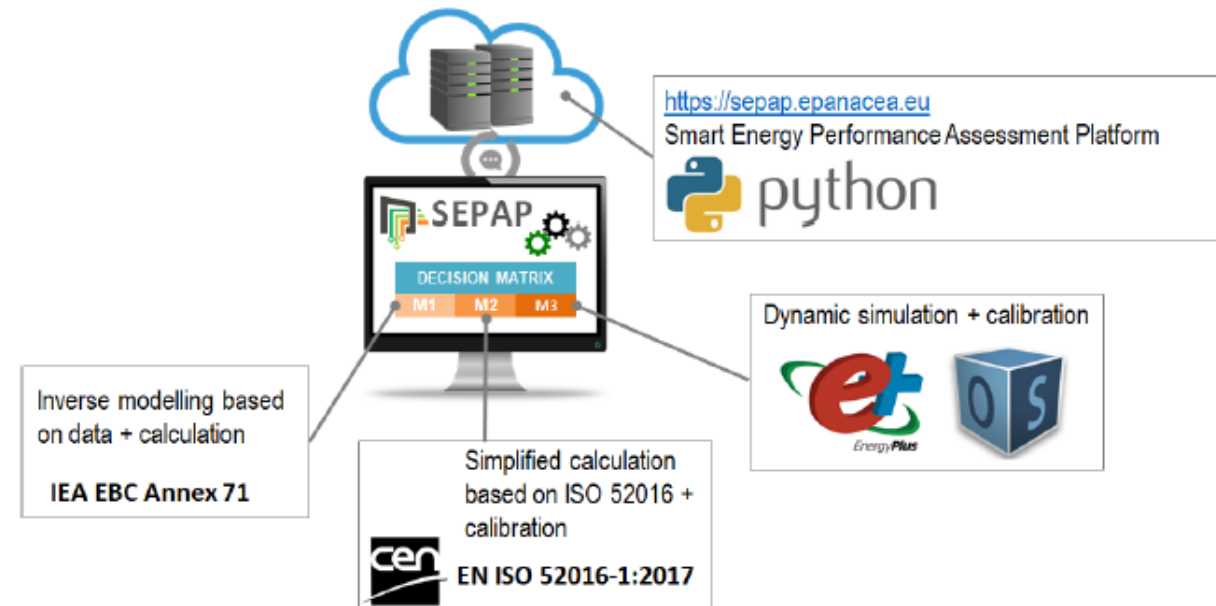 https://sepap.epanacea.eu
Smart Energy Performance Assessment Platform
python
SEPAP
DECISION MATRIX
M1 M2 M3
Dynamic simulation + calibration
e+
EnergyPlus
OS
Inverse modelling based
on data + calculation
IEA EBC Annex 71
Simplified calculation
based on ISO 52016 +
calibration
cen
EN ISO 52016-1:2017